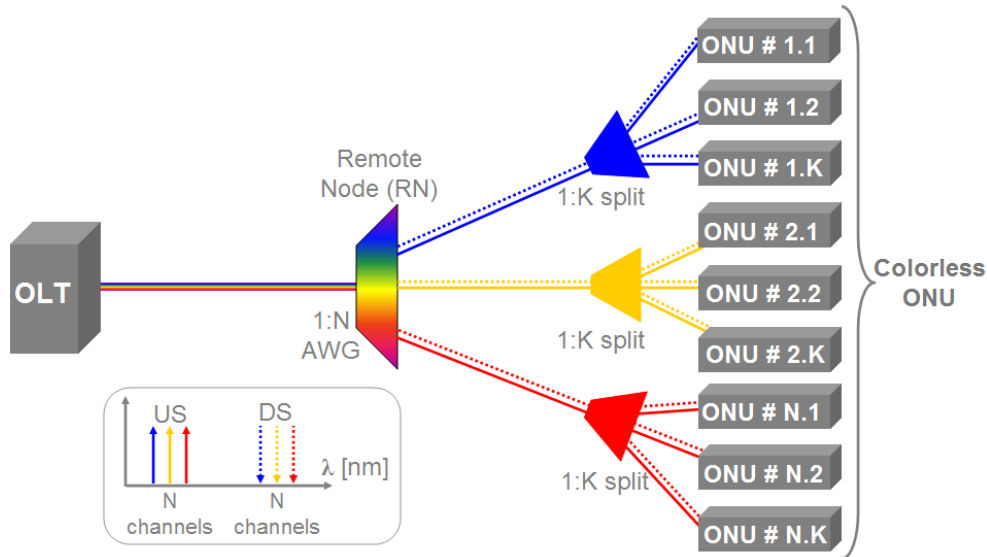 OLT
Remote
Node (RN)
1:N
AWG
1:K split
1:K split
1:K split
ONU # 1.1
ONU # 1.2
ONU # 1.K
ONU # 2.1
ONU # 2.2
ONU # 2.K
ONU # N.1
ONU # N.2
ONU # N.K
Colorless
ONU
US
DS
λ [nm]
N
channels
N
channels